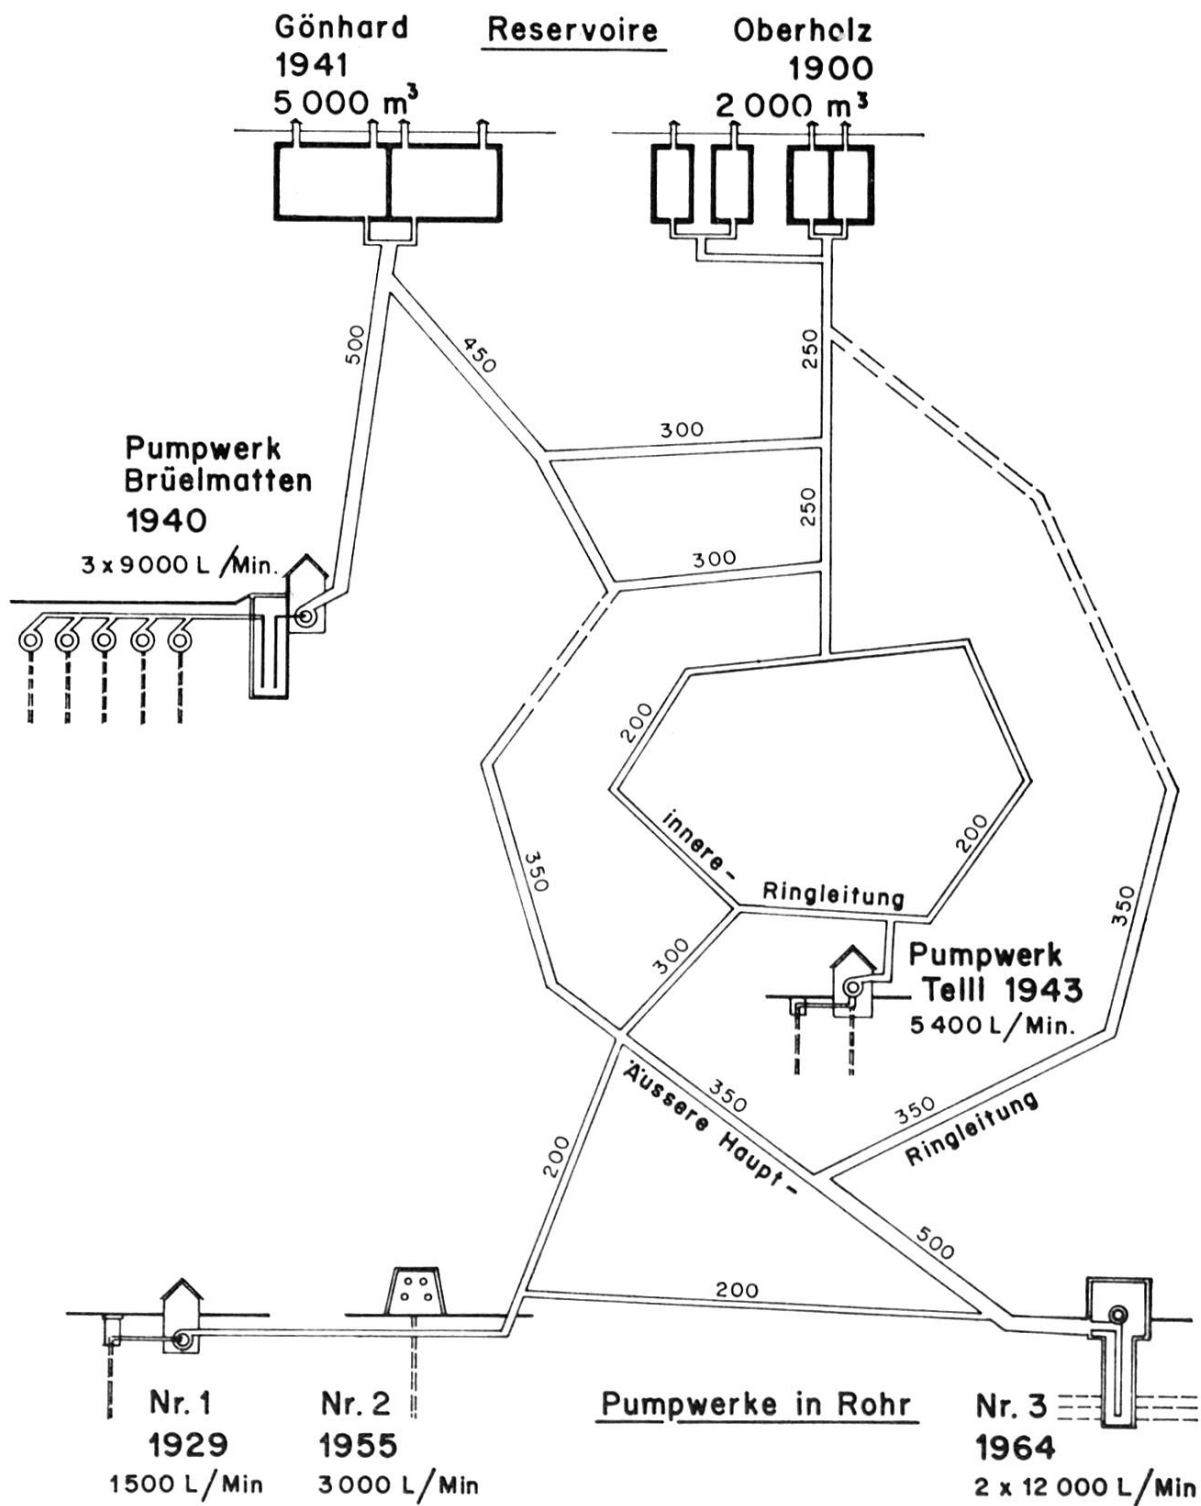 Gönhard
1941
5 000 m³
Reservoire
Oberholz
1900
2 000 m³
500
450
250
300
Pumpwerk
Brüelmatten
1940
3 x 9000 L/Min.
250
300
200
innere-
Ringleitung
200
350
300
350
Pumpwerk
Telli 1943
5 400 L/Min.
Äussere Haupt-
350
350
Ringleitung
200
500
200
Nr. 1
1929
1500 L/Min
Nr. 2
1955
3000 L/Min
Pumpwerke in Rohr
Nr. 3
1964
2 x 12 000 L/Min